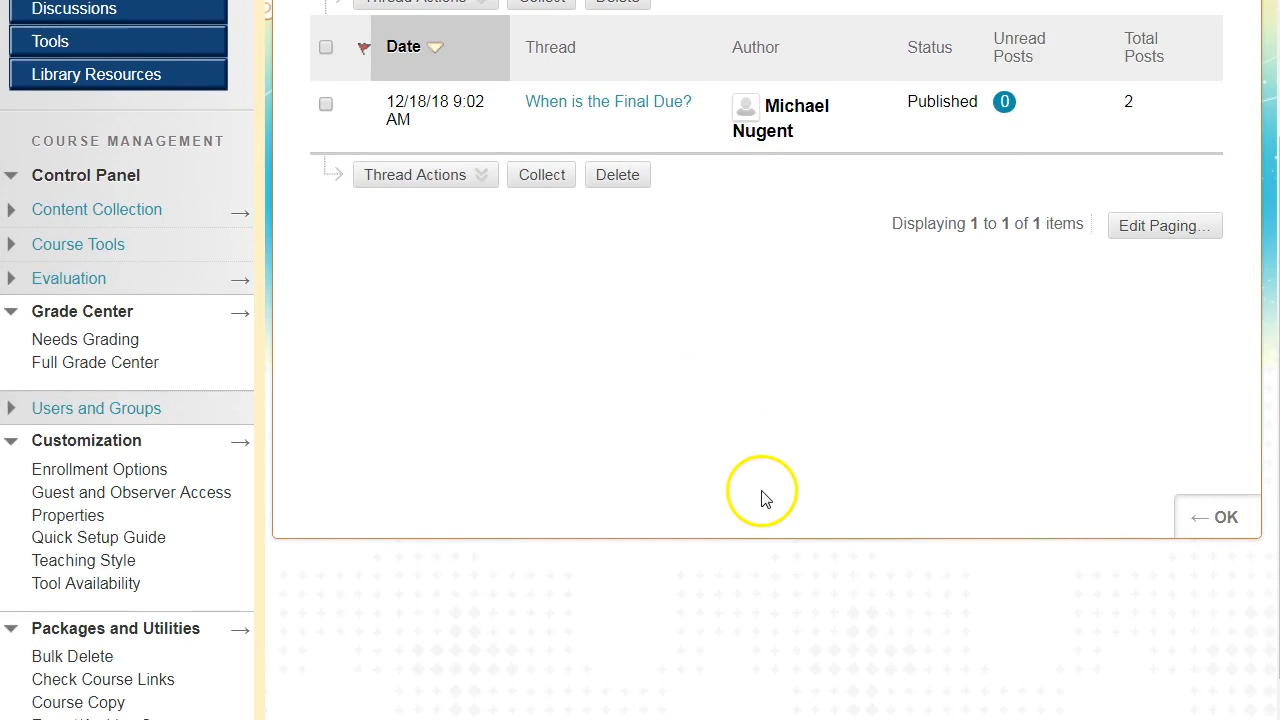 Discussions
Tools
Library Resources
COURSE MANAGEMENT
Control Panel
Content Collection
Course Tools
Evaluation
Grade Center
Needs Grading
Full Grade Center
Users and Groups
Customization
Enrollment Options
Guest and Observer Access
Properties
Quick Setup Guide
Teaching Style
Tool Availability
Packages and Utilities
Bulk Delete
Check Course Links
Course Copy
Thread Actions Collect Delete
Date Thread Author Status Unread Posts Total Posts
12/18/18 9:02 AM When is the Final Due? Michael Nugent Published 0 2
Thread Actions Collect Delete
Displaying 1 to 1 of 1 items Edit Paging...
OK